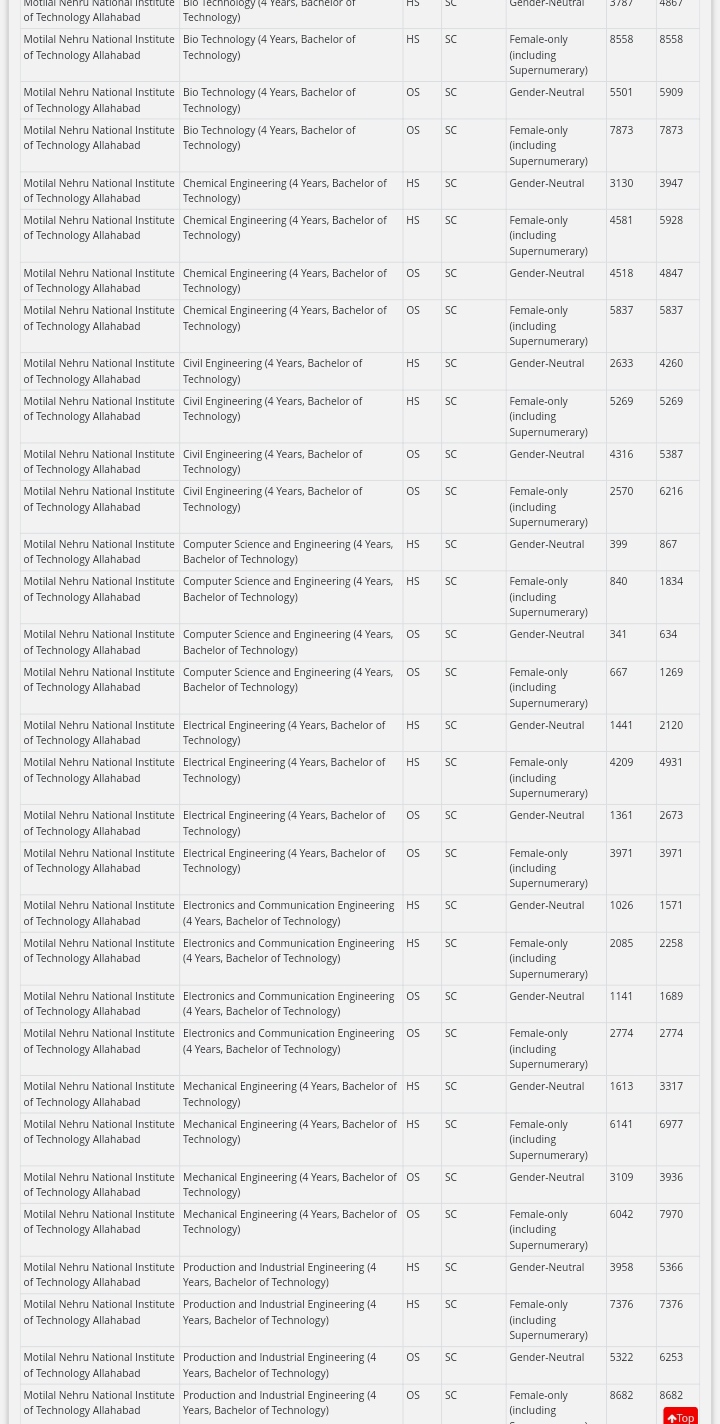 Motilal Nehru National Institute Bio Technology (4 Years, Bachelor of HS SC Gender-Neutral 3787 4867
of Technology Allahabad Technology)
Motilal Nehru National Institute Bio Technology (4 Years, Bachelor of HS SC Female-only 8558 8558
of Technology Allahabad Technology) (including
Supernumerary)
Motilal Nehru National Institute Bio Technology (4 Years, Bachelor of OS SC Gender-Neutral 5501 5909
of Technology Allahabad Technology)
Motilal Nehru National Institute Bio Technology (4 Years, Bachelor of OS SC Female-only 7873 7873
of Technology Allahabad Technology) (including
Supernumerary)
Motilal Nehru National Institute Chemical Engineering (4 Years, Bachelor of HS SC Gender-Neutral 3130 3947
of Technology Allahabad Technology)
Motilal Nehru National Institute Chemical Engineering (4 Years, Bachelor of HS SC Female-only 4581 5928
of Technology Allahabad Technology) (including
Supernumerary)
Motilal Nehru National Institute Chemical Engineering (4 Years, Bachelor of OS SC Gender-Neutral 4518 4847
of Technology Allahabad Technology)
Motilal Nehru National Institute Chemical Engineering (4 Years, Bachelor of OS SC Female-only 5837 5837
of Technology Allahabad Technology) (including
Supernumerary)
Motilal Nehru National Institute Civil Engineering (4 Years, Bachelor of HS SC Gender-Neutral 2633 4260
of Technology Allahabad Technology)
Motilal Nehru National Institute Civil Engineering (4 Years, Bachelor of HS SC Female-only 5269 5269
of Technology Allahabad Technology) (including
Supernumerary)
Motilal Nehru National Institute Civil Engineering (4 Years, Bachelor of OS SC Gender-Neutral 4316 5387
of Technology Allahabad Technology)
Motilal Nehru National Institute Civil Engineering (4 Years, Bachelor of OS SC Female-only 2570 6216
of Technology Allahabad Technology) (including
Supernumerary)
Motilal Nehru National Institute Computer Science and Engineering (4 Years, HS SC Gender-Neutral 399 867
of Technology Allahabad Bachelor of Technology)
Motilal Nehru National Institute Computer Science and Engineering (4 Years, HS SC Female-only 840 1834
of Technology Allahabad Bachelor of Technology) (including
Supernumerary)
Motilal Nehru National Institute Computer Science and Engineering (4 Years, OS SC Gender-Neutral 341 634
of Technology Allahabad Bachelor of Technology)
Motilal Nehru National Institute Computer Science and Engineering (4 Years, OS SC Female-only 667 1269
of Technology Allahabad Bachelor of Technology) (including
Supernumerary)
Motilal Nehru National Institute Electrical Engineering (4 Years, Bachelor of HS SC Gender-Neutral 1441 2120
of Technology Allahabad Technology)
Motilal Nehru National Institute Electrical Engineering (4 Years, Bachelor of HS SC Female-only 4209 4931
of Technology Allahabad Technology) (including
Supernumerary)
Motilal Nehru National Institute Electrical Engineering (4 Years, Bachelor of OS SC Gender-Neutral 1361 2673
of Technology Allahabad Technology)
Motilal Nehru National Institute Electrical Engineering (4 Years, Bachelor of OS SC Female-only 3971 3971
of Technology Allahabad Technology) (including
Supernumerary)
Motilal Nehru National Institute Electronics and Communication Engineering HS SC Gender-Neutral 1026 1571
of Technology Allahabad (4 Years, Bachelor of Technology)
Motilal Nehru National Institute Electronics and Communication Engineering HS SC Female-only 2085 2258
of Technology Allahabad (4 Years, Bachelor of Technology) (including
Supernumerary)
Motilal Nehru National Institute Electronics and Communication Engineering OS SC Gender-Neutral 1141 1689
of Technology Allahabad (4 Years, Bachelor of Technology)
Motilal Nehru National Institute Electronics and Communication Engineering OS SC Female-only 2774 2774
of Technology Allahabad (4 Years, Bachelor of Technology) (including
Supernumerary)
Motilal Nehru National Institute Mechanical Engineering (4 Years, Bachelor of HS SC Gender-Neutral 1613 3317
of Technology Allahabad Technology)
Motilal Nehru National Institute Mechanical Engineering (4 Years, Bachelor of HS SC Female-only 6141 6977
of Technology Allahabad Technology) (including
Supernumerary)
Motilal Nehru National Institute Mechanical Engineering (4 Years, Bachelor of OS SC Gender-Neutral 3109 3936
of Technology Allahabad Technology)
Motilal Nehru National Institute Mechanical Engineering (4 Years, Bachelor of OS SC Female-only 6042 7970
of Technology Allahabad Technology) (including
Supernumerary)
Motilal Nehru National Institute Production and Industrial Engineering (4 HS SC Gender-Neutral 3958 5366
of Technology Allahabad Years, Bachelor of Technology)
Motilal Nehru National Institute Production and Industrial Engineering (4 HS SC Female-only 7376 7376
of Technology Allahabad Years, Bachelor of Technology) (including
Supernumerary)
Motilal Nehru National Institute Production and Industrial Engineering (4 OS SC Gender-Neutral 5322 6253
of Technology Allahabad Years, Bachelor of Technology)
Motilal Nehru National Institute Production and Industrial Engineering (4 OS SC Female-only 8682 8682
of Technology Allahabad Years, Bachelor of Technology) (including
Top